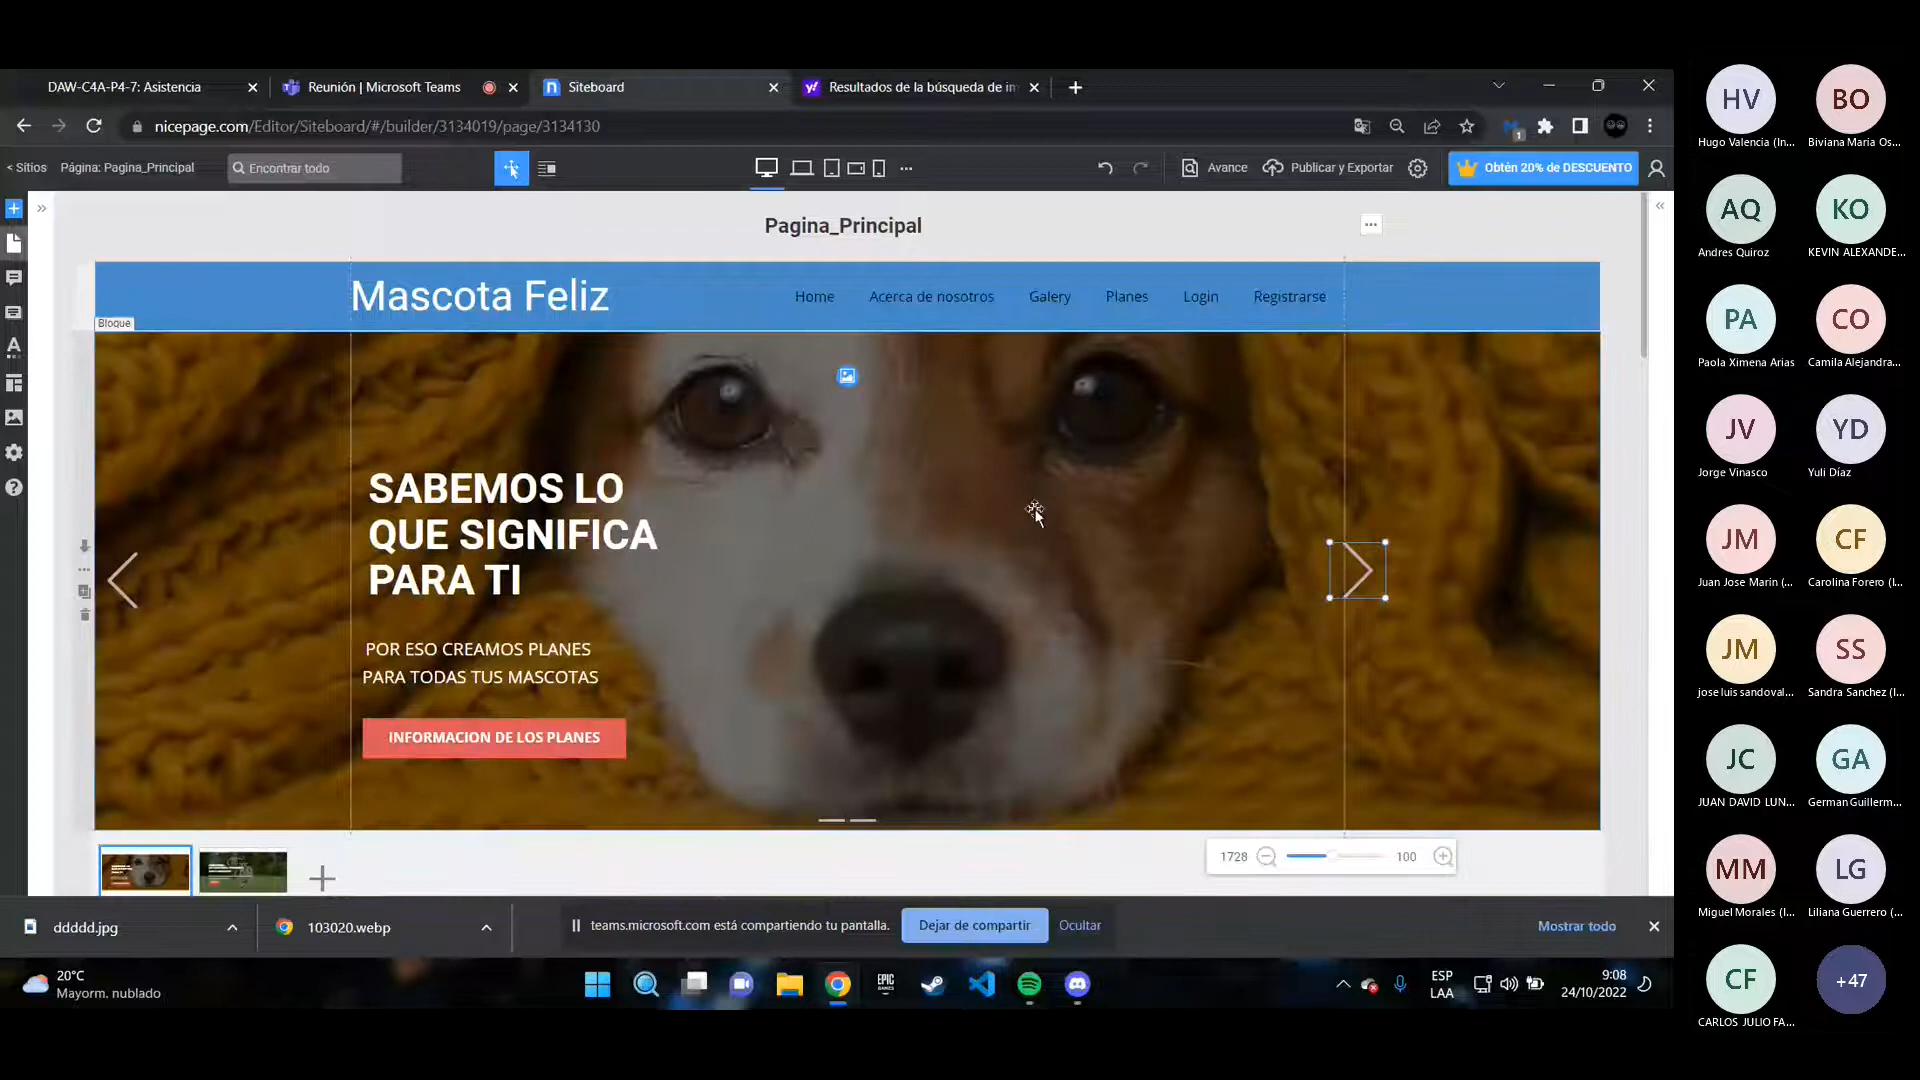 DAW-C4A-P4-7: Asistencia
Reunión | Microsoft Teams
Siteboard
Resultados de la búsqueda de im
nicepage.com/Editor/Siteboard/#/builder/3134019/page/3134130
1
< Sitios
Página: Pagina_Principal
Encontrar todo
Avance
Publicar y Exportar
Obtén 20% de DESCUENTO
Pagina_Principal
Mascota Feliz
Home
Acerca de nosotros
Galery
Planes
Login
Registrarse
Bloque
SABEMOS LO
QUE SIGNIFICA
PARA TI
POR ESO CREAMOS PLANES
PARA TODAS TUS MASCOTAS
INFORMACION DE LOS PLANES
1728
100
ddddd.jpg
103020.webp
teams.microsoft.com está compartiendo tu pantalla.
Dejar de compartir
Ocultar
Mostrar todo
20°C
Mayorm. nublado
EPIC
GAMES
ESP
LAA
9:08
24/10/2022
HV
Hugo Valencia (In...
BO
Biviana Maria Os...
AQ
Andres Quiroz
KO
KEVIN ALEXANDE...
PA
Paola Ximena Arias
CO
Camila Alejandra...
JV
Jorge Vinasco
YD
Yuli Díaz
JM
Juan Jose Marin (...
CF
Carolina Forero (I...
JM
jose luis sandoval...
SS
Sandra Sanchez (I...
JC
JUAN DAVID LUN...
GA
German Guillerm...
MM
Miguel Morales (I...
LG
Liliana Guerrero (...
CF
CARLOS JULIO FA...
+47